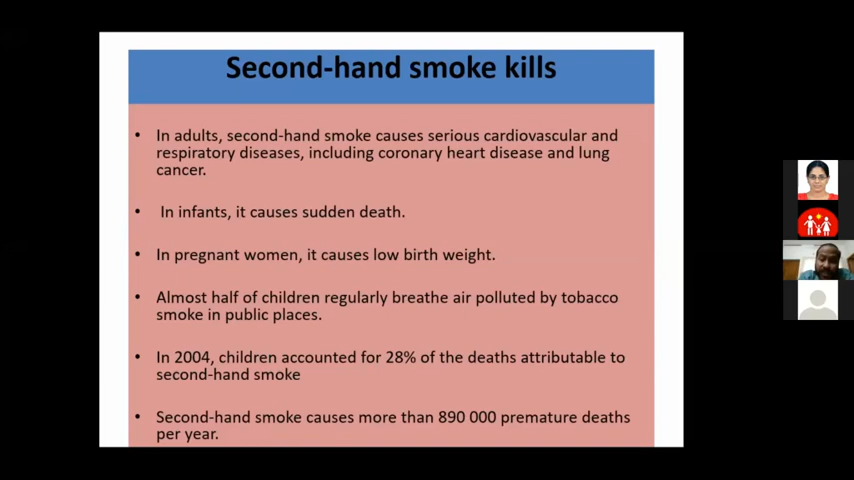 Second-hand smoke kills
• In adults, second-hand smoke causes serious cardiovascular and
respiratory diseases, including coronary heart disease and lung
cancer.
• In infants, it causes sudden death.
• In pregnant women, it causes low birth weight.
• Almost half of children regularly breathe air polluted by tobacco
smoke in public places.
• In 2004, children accounted for 28% of the deaths attributable to
second-hand smoke
• Second-hand smoke causes more than 890 000 premature deaths
per year.